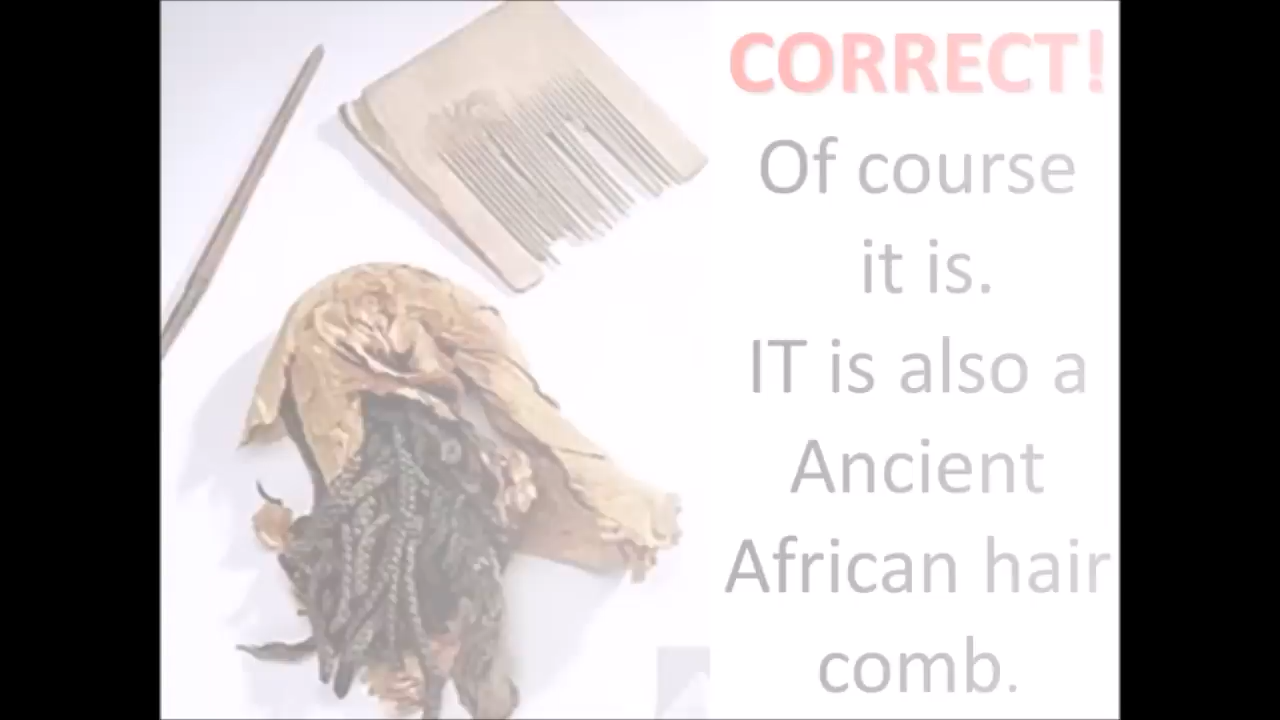 CORRECT!
Of course
it is.
IT is also a
Ancient
African hair
comb.